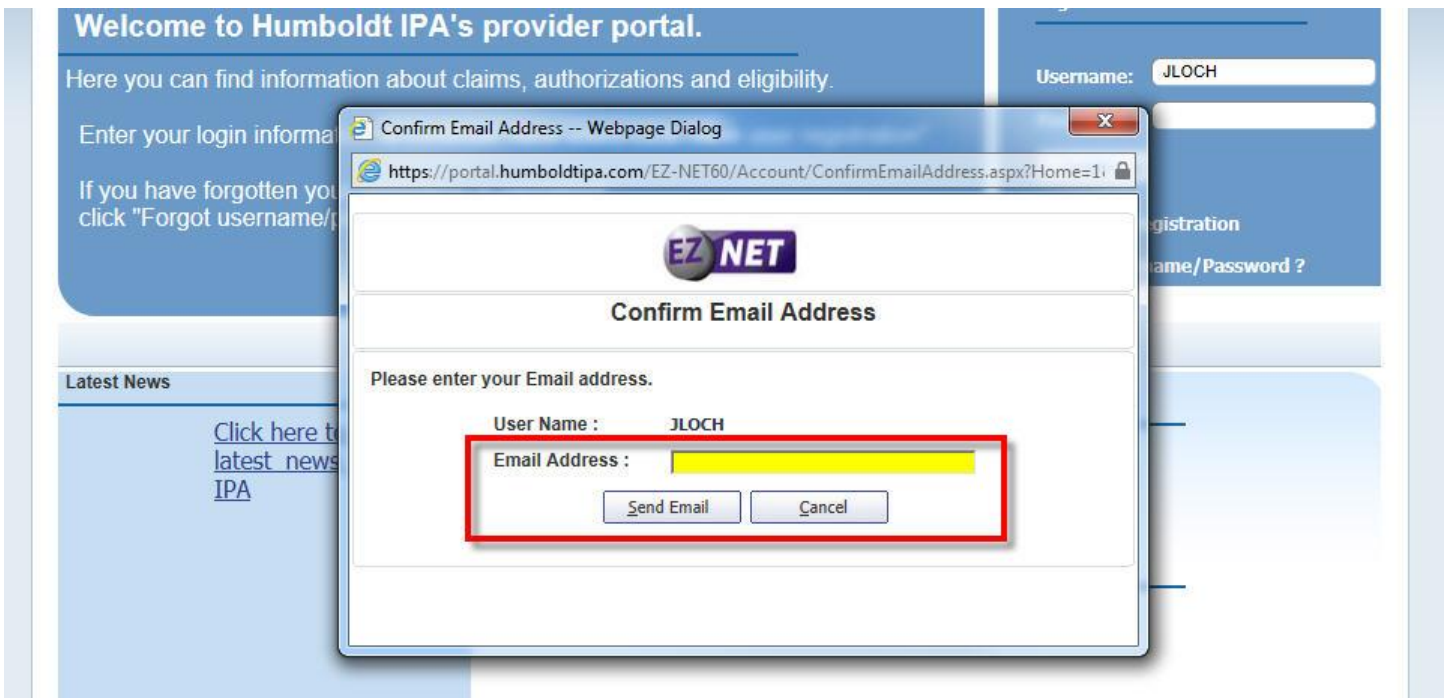 Welcome to Humboldt IPA's provider portal.
Here you can find information about claims, authorizations and eligibility.
Username: JLOCH
Enter your login informa
If you have forgotten you
click "Forgot username/p
gistration
ame/Password ?
Confirm Email Address -- Webpage Dialog
https://portal.humboldtipa.com/EZ-NET60/Account/ConfirmEmailAddress.aspx?Home=1
EZ NET
Confirm Email Address
Please enter your Email address.
User Name : JLOCH
Email Address :
Send Email Cancel
Latest News
Click here t
latest news
IPA